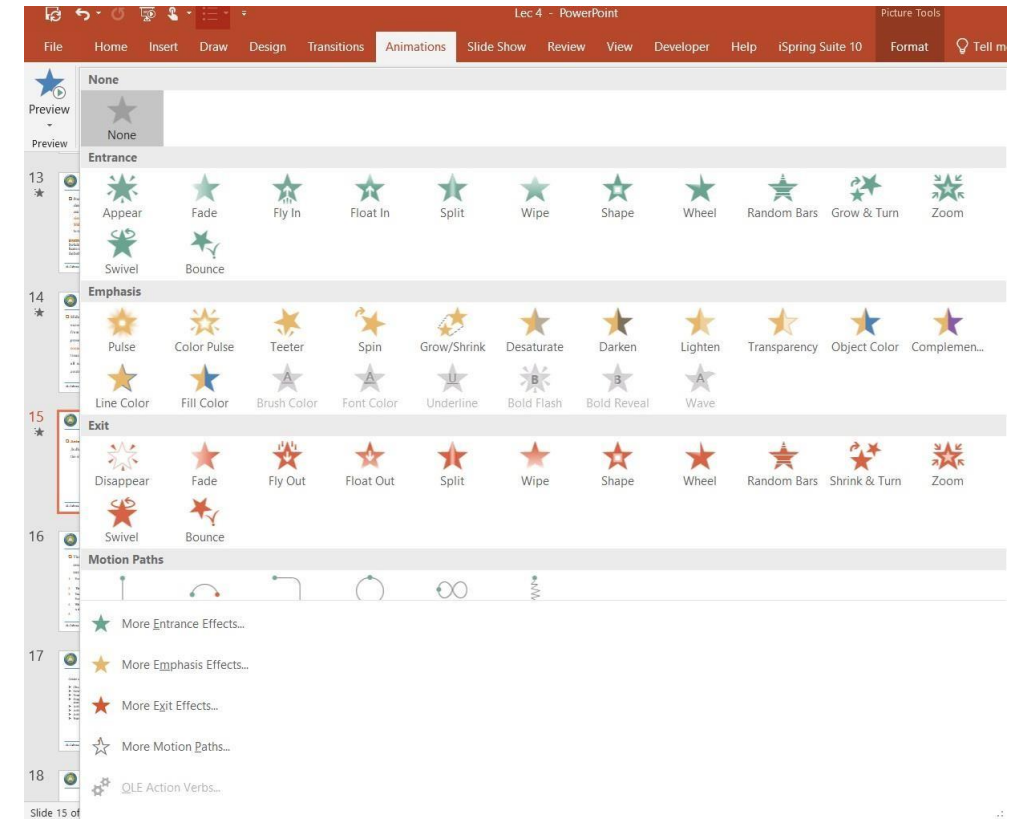 Lec 4 - PowerPoint
Picture Tools
File Home Insert Draw Design Transitions Animations Slide Show Review View Developer Help iSpring Suite 10 Format Tell m
Preview
Preview
None
None
Entrance
Appear Fade Fly In Float In Split Wipe Shape Wheel Random Bars Grow & Turn Zoom
Swivel Bounce
Emphasis
Pulse Color Pulse Teeter Spin Grow/Shrink Desaturate Darken Lighten Transparency Object Color Complemen...
Line Color Fill Color Brush Color Font Color Underline Bold Flash Bold Reveal Wave
Exit
Disappear Fade Fly Out Float Out Split Wipe Shape Wheel Random Bars Shrink & Turn Zoom
Swivel Bounce
Motion Paths
More Entrance Effects...
More Emphasis Effects...
More Exit Effects...
More Motion Paths...
OLE Action Verbs...
13
14
15
16
17
18
Slide 15 of